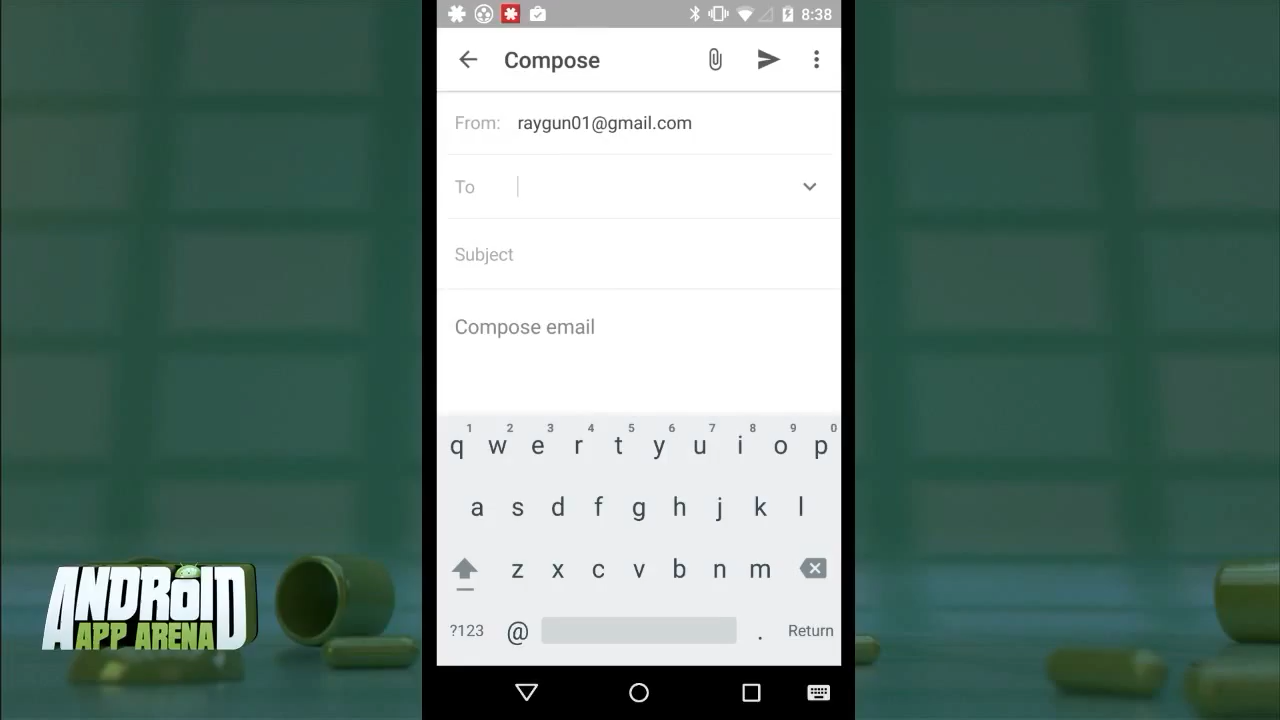 8:38
Compose
From: raygun01@gmail.com
To
Subject
Compose email
1 2 3 4 5 6 7 8 9 0
q w e r t y u i o p
a s d f g h j k l
z x c v b n m
?123 @ . Return
ANDROID
APP ARENA